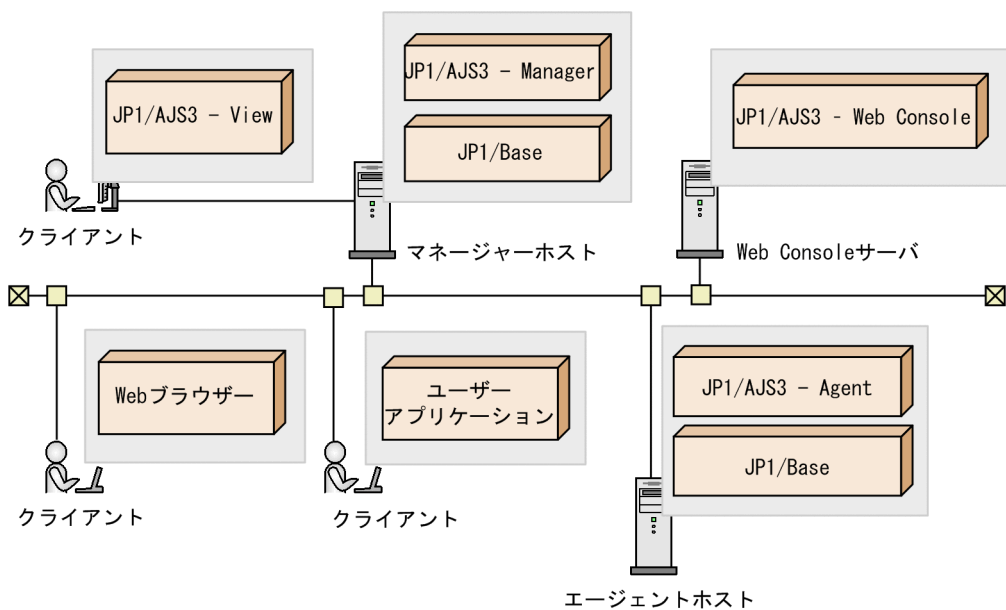 JP1/AJS3 - View
クライアント
JP1/AJS3 - Manager
JP1/Base
マネージャーホスト
JP1/AJS3 - Web Console
Web Consoleサーバ
Webブラウザー
クライアント
ユーザー
アプリケーション
クライアント
JP1/AJS3 - Agent
JP1/Base
エージェントホスト